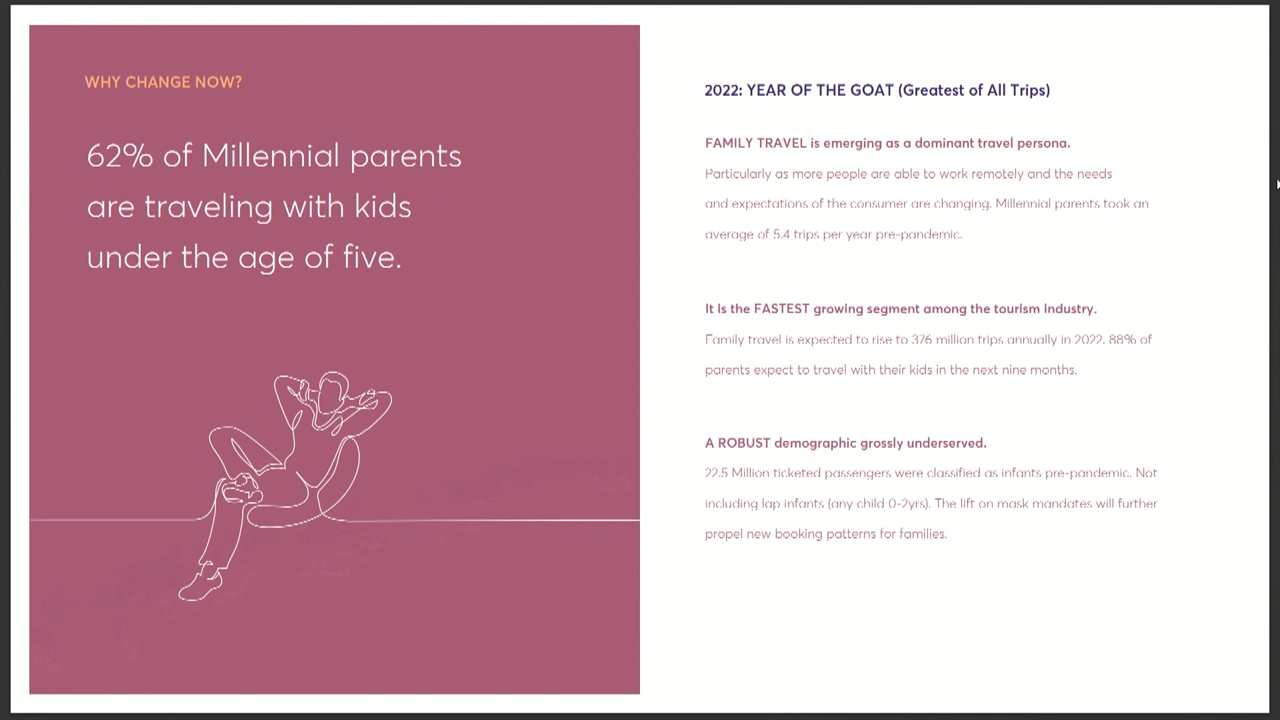 WHY CHANGE NOW?
62% of Millennial parents
are traveling with kids
under the age of five.
2022: YEAR OF THE GOAT (Greatest of All Trips)
FAMILY TRAVEL is emerging as a dominant travel persona.
Particularly as more people are able to work remotely and the needs
and expectations of the consumer are changing. Millennial parents took an
average of 5.4 trips per year pre-pandemic.
It is the FASTEST growing segment among the tourism industry.
Family travel is expected to rise to 376 million trips annually in 2022. 88% of
parents expect to travel with their kids in the next nine months.
A ROBUST demographic grossly underserved.
22.5 Million ticketed passengers were classified as infants pre-pandemic. Not
including lap infants (any child 0-2yrs). The lift on mask mandates will further
propel new booking patterns for families.